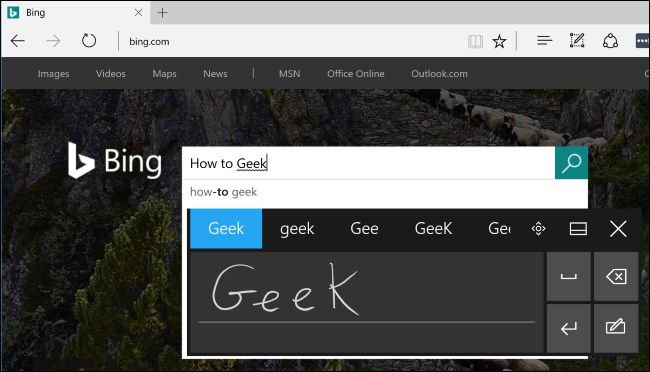 Bing
bing.com
Images Videos Maps News | MSN Office Online Outlook.com
Bing
How to Geek
how-to geek
Geek geek Gee GeeK
GeeK